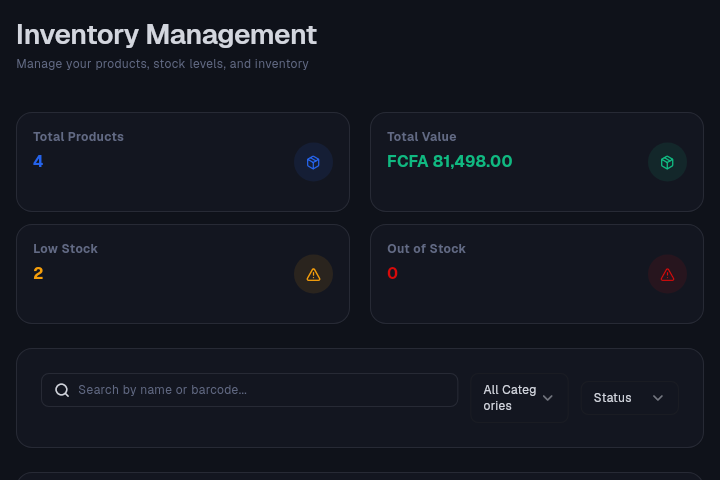 Inventory Management
Manage your products, stock levels, and inventory
Total Products
4
Total Value
FCFA 81,498.00
Low Stock
2
Out of Stock
0
Search by name or barcode...
All Categ
ories
Status